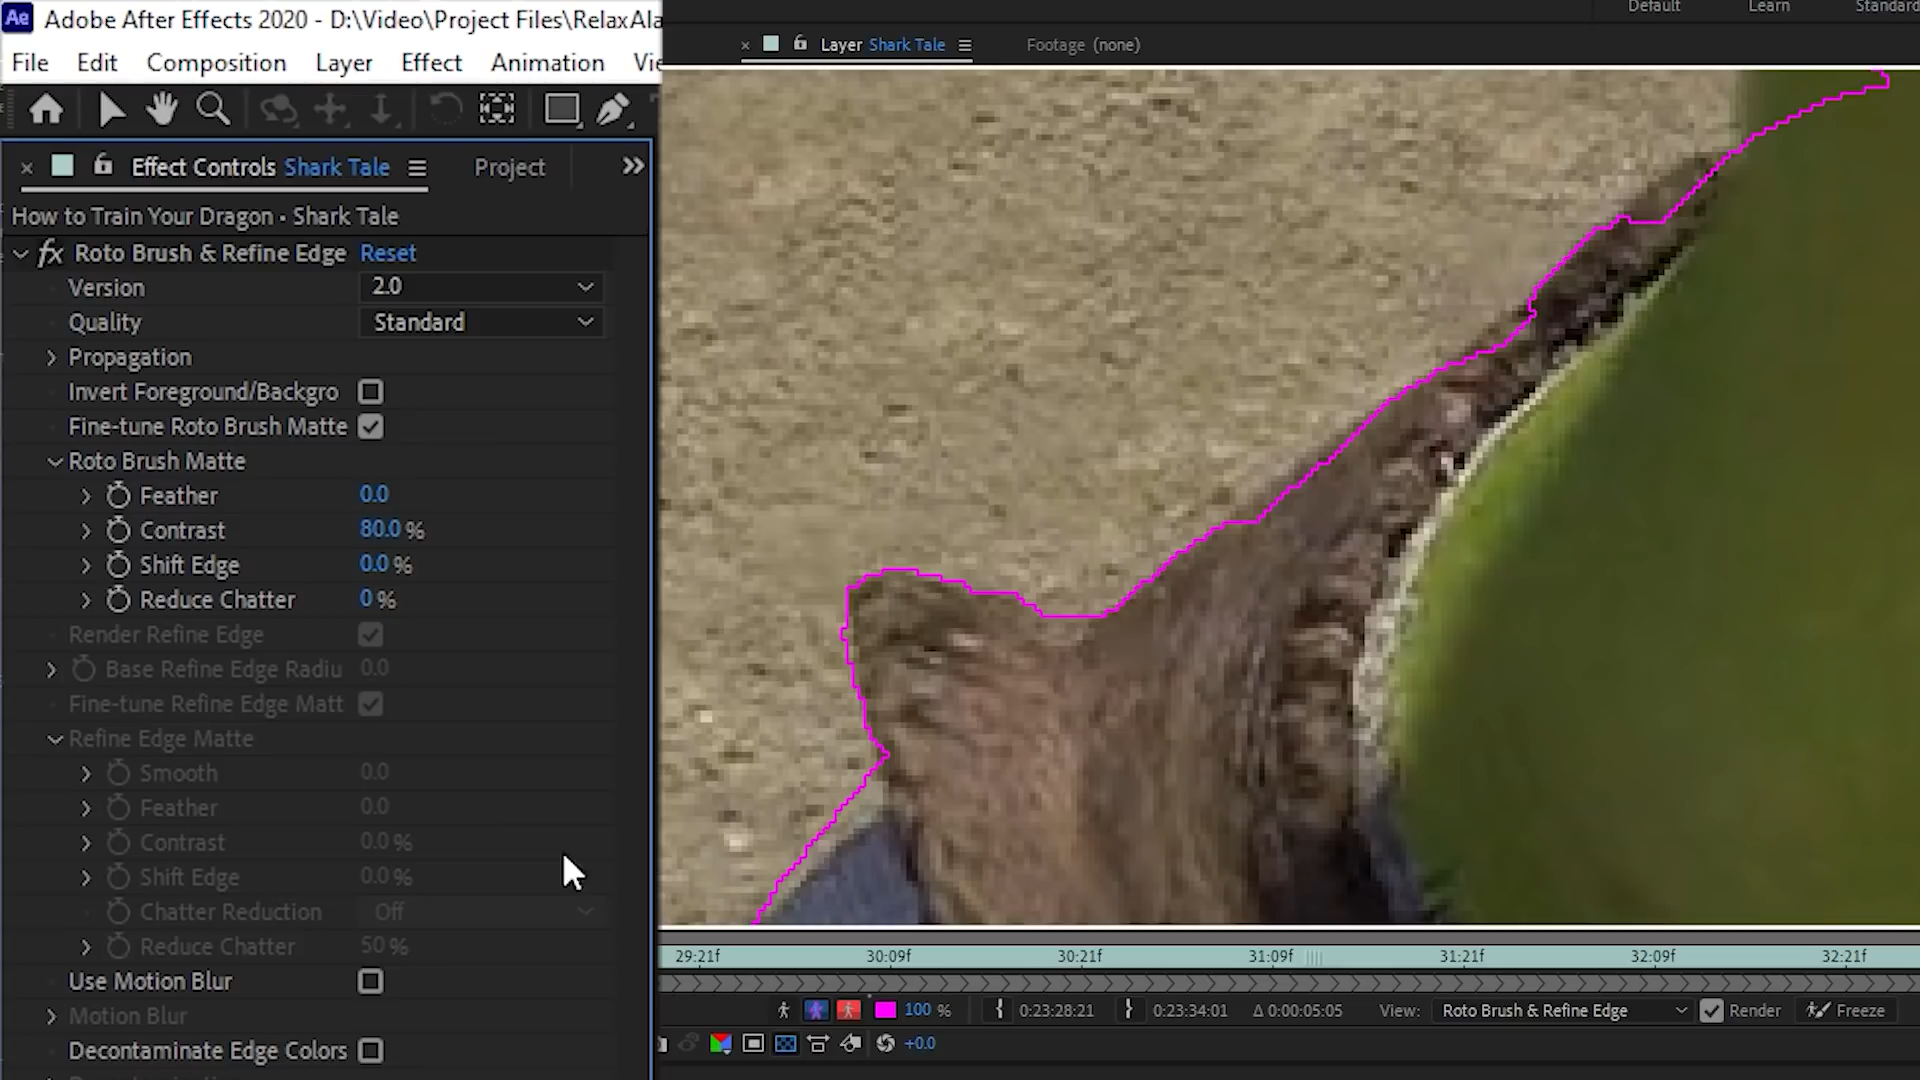 Adobe After Effects 2020 - D:\Video\Project Files\RelaxAla
File Edit Composition Layer Effect Animation Vi
Effect Controls Shark Tale Project
How to Train Your Dragon • Shark Tale
fx Roto Brush & Refine Edge Reset
Version 2.0
Quality Standard
Propagation
Invert Foreground/Backgro
Fine-tune Roto Brush Matte
Roto Brush Matte
Feather 0.0
Contrast 80.0 %
Shift Edge 0.0 %
Reduce Chatter 0 %
Render Refine Edge
Base Refine Edge Radiu 0.0
Fine-tune Refine Edge Matt
Refine Edge Matte
Smooth 0.0
Feather 0.0
Contrast 0.0 %
Shift Edge 0.0 %
Chatter Reduction Off
Reduce Chatter 50 %
Use Motion Blur
Motion Blur
Decontaminate Edge Colors
Default Learn Standard
Layer Shark Tale Footage (none)
29:21f 30:09f 30:21f 31:09f 31:21f 32:09f 32:21f
100 % 0:23:28:21 0:23:34:01 Δ 0:00:05:05 View: Roto Brush & Refine Edge Render Freeze
+0.0